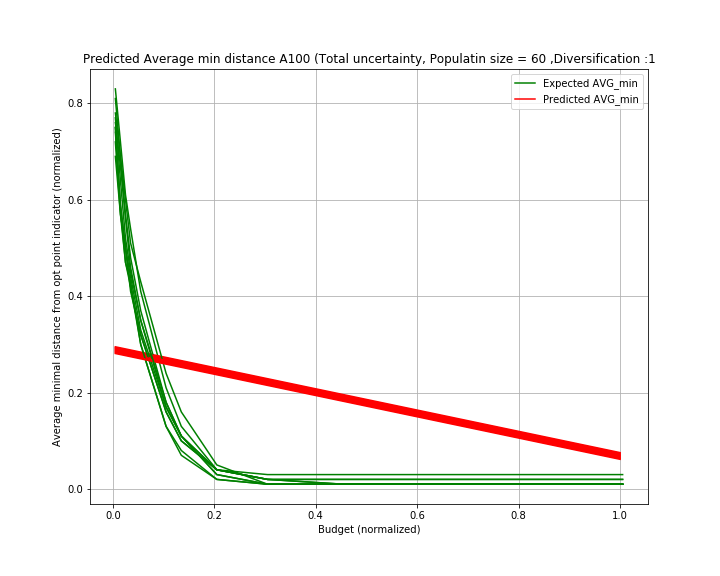 Predicted Average min distance A100 (Total uncertainty, Populatin size = 60 ,Diversification :1
Expected AVG_min
Predicted AVG_min
Average minimal distance from opt point indicator (normalized)
0.8
0.6
0.4
0.2
0.0
0.0 0.2 0.4 0.6 0.8 1.0
Budget (normalized)